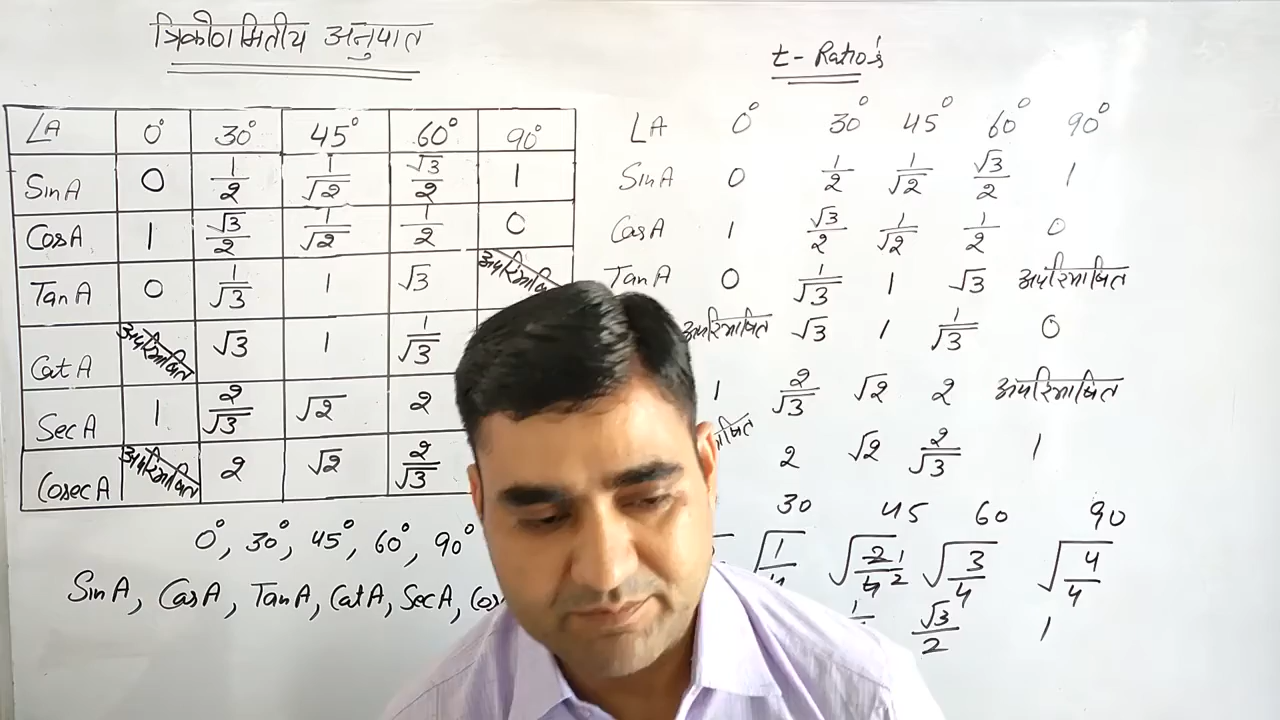 त्रिकोणमितीय अनुपात
∠A 0° 30° 45° 60° 90°
SinA 0 1/2 1/√2 √3/2 1
CosA 1 √3/2 1/√2 1/2 0
TanA 0 1/√3 1 √3 अपरिभाषित
CotA अपरिभाषित √3 1 1/√3
SecA 1 2/√3 √2 2
CosecA अपरिभाषित 2 √2 2/√3
0°, 30°, 45°, 60°, 90°
SinA, CosA, TanA, CotA, SecA,
t-Ratio's
∠A 0° 30° 45° 60° 90°
SinA 0 1/2 1/√2 √3/2 1
CosA 1 √3/2 1/√2 1/2 0
TanA 0 1/√3 1 √3 अपरिभाषित
अपरिभाषित √3 1 1/√3 0
1 2/√3 √2 2 अपरिभाषित
2 √2 2/√3 1
30 45 60 90
√(2/4) 1/2 √(3/4) √(4/4)
√3/2 1